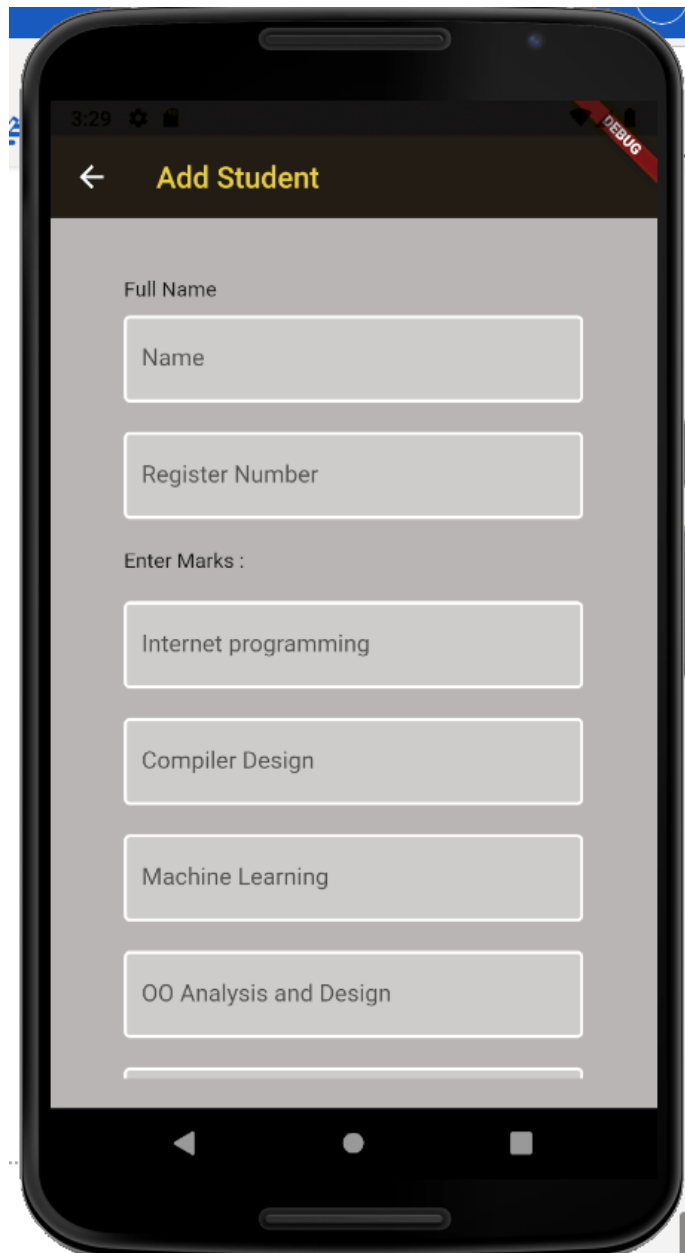 3:29
DEBUG
Add Student
Full Name
Name
Register Number
Enter Marks :
Internet programming
Compiler Design
Machine Learning
OO Analysis and Design